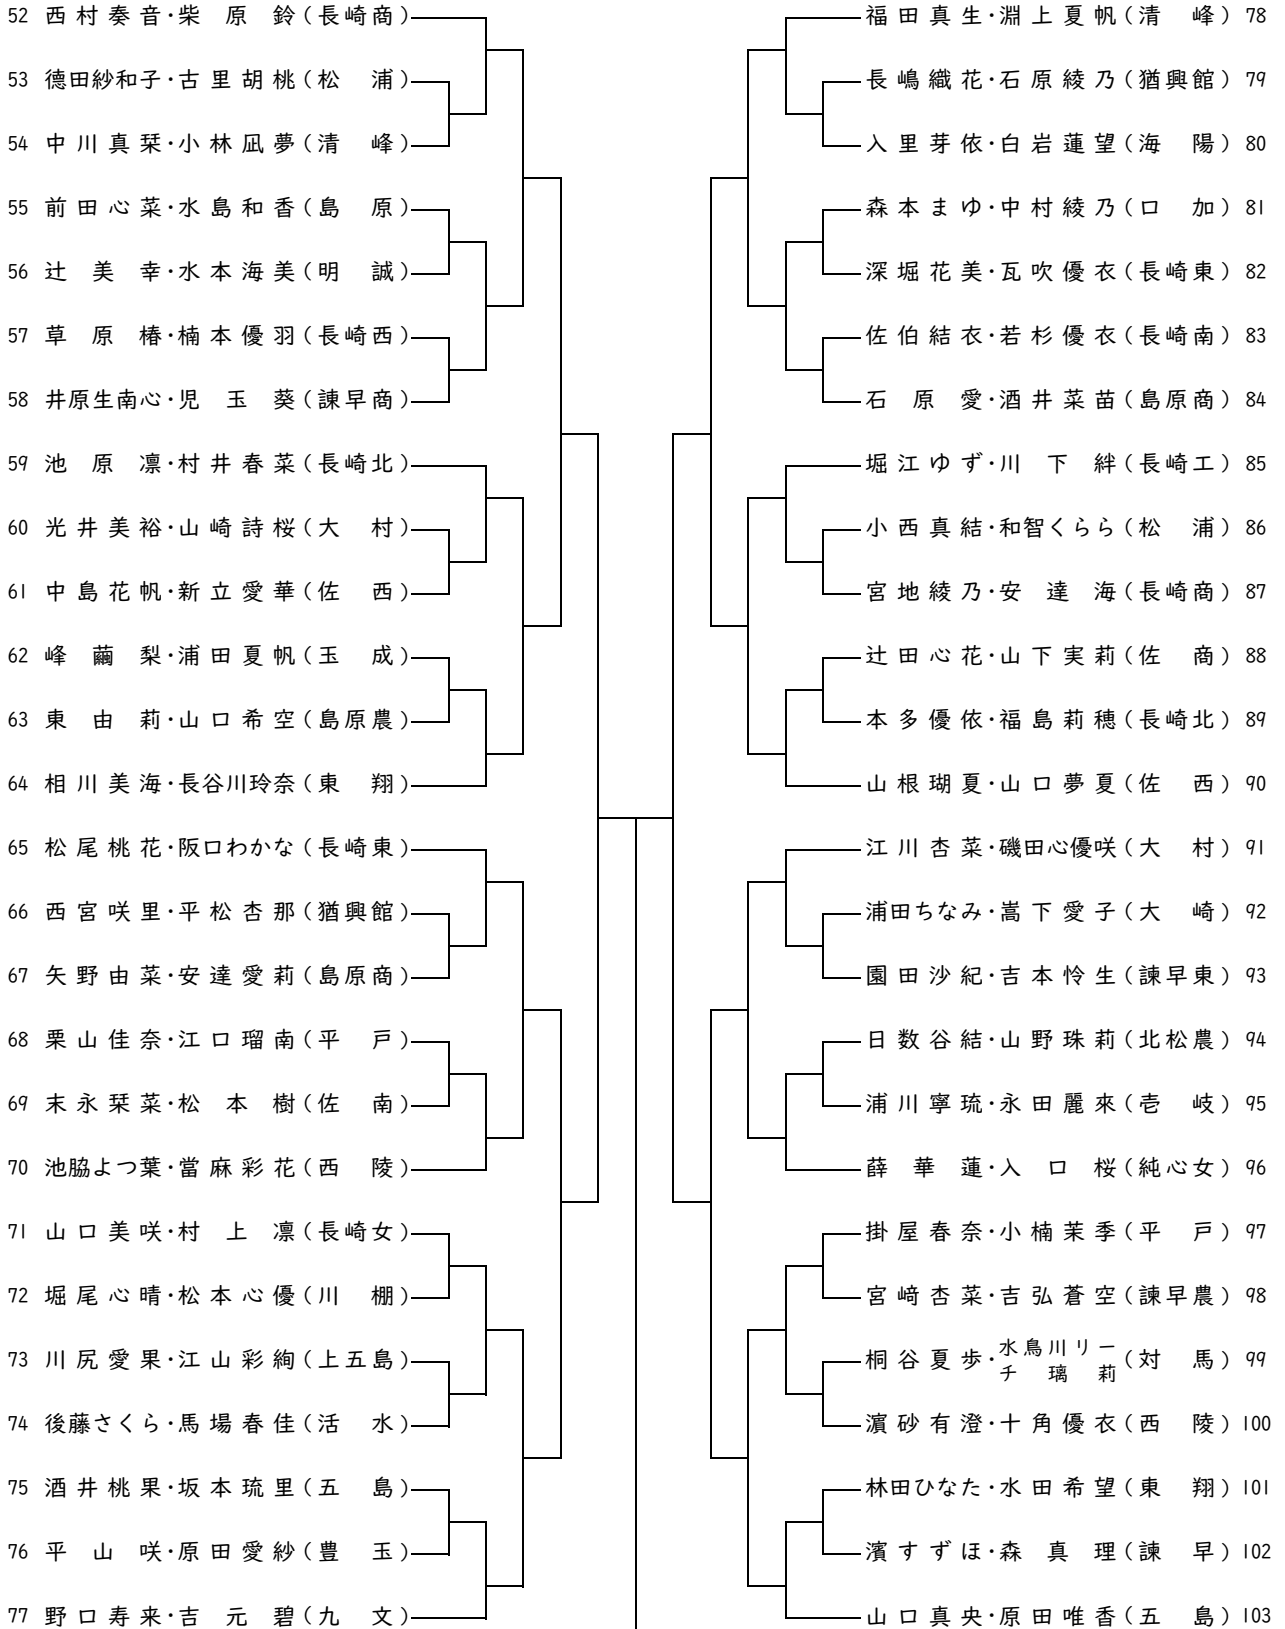 52 西村奏音・柴原鈴(長崎商)
53 德田紗和子・古里胡桃(松浦)
54 中川真栞・小林凪夢(清峰)
55 前田心菜・水島和香(島原)
56 辻美幸・水本海美(明誠)
57 草原椿・楠本優羽(長崎西)
58 井原生南心・児玉葵(諫早商)
59 池原凛・村井春菜(長崎北)
60 光井美裕・山崎詩桜(大村)
61 中島花帆・新立愛華(佐西)
62 峰繭梨・浦田夏帆(玉成)
63 東由莉・山口希空(島原農)
64 相川美海・長谷川玲奈(東翔)
65 松尾桃花・阪口わかな(長崎東)
66 西宮咲里・平松杏那(猶興館)
67 矢野由菜・安達愛莉(島原商)
68 栗山佳奈・江口瑠南(平戸)
69 末永栞菜・松本樹(佐南)
70 池脇よつ葉・當麻彩花(西陵)
71 山口美咲・村上凛(長崎女)
72 堀尾心晴・松本心優(川棚)
73 川尻愛果・江山彩絢(上五島)
74 後藤さくら・馬場春佳(活水)
75 酒井桃果・坂本琉里(五島)
76 平山咲・原田愛紗(豊玉)
77 野口寿来・吉元碧(九文)
福田真生・淵上夏帆(清峰) 78
長嶋織花・石原綾乃(猶興館) 79
入里芽依・白岩蓮望(海陽) 80
森本まゆ・中村綾乃(口加) 81
深堀花美・瓦吹優衣(長崎東) 82
佐伯結衣・若杉優衣(長崎南) 83
石原愛・酒井菜苗(島原商) 84
堀江ゆず・川下絆(長崎工) 85
小西真結・和智くらら(松浦) 86
宮地綾乃・安達海(長崎商) 87
辻田心花・山下実莉(佐商) 88
本多優依・福島莉穂(長崎北) 89
山根瑚夏・山口夢夏(佐西) 90
江川杏菜・磯田心優咲(大村) 91
浦田ちなみ・嵩下愛子(大崎) 92
園田沙紀・吉本怜生(諫早東) 93
日数谷結・山野珠莉(北松農) 94
浦川寧琉・永田麗來(壱岐) 95
薛華蓮・入口桜(純心女) 96
掛屋春奈・小楠茉季(平戸) 97
宮﨑杏菜・吉弘蒼空(諫早農) 98
桐谷夏歩・水鳥川リーチ璃莉(対馬) 99
濵砂有澄・十角優衣(西陵) 100
林田ひなた・水田希望(東翔) 101
濱すずほ・森真理(諫早) 102
山口真央・原田唯香(五島) 103